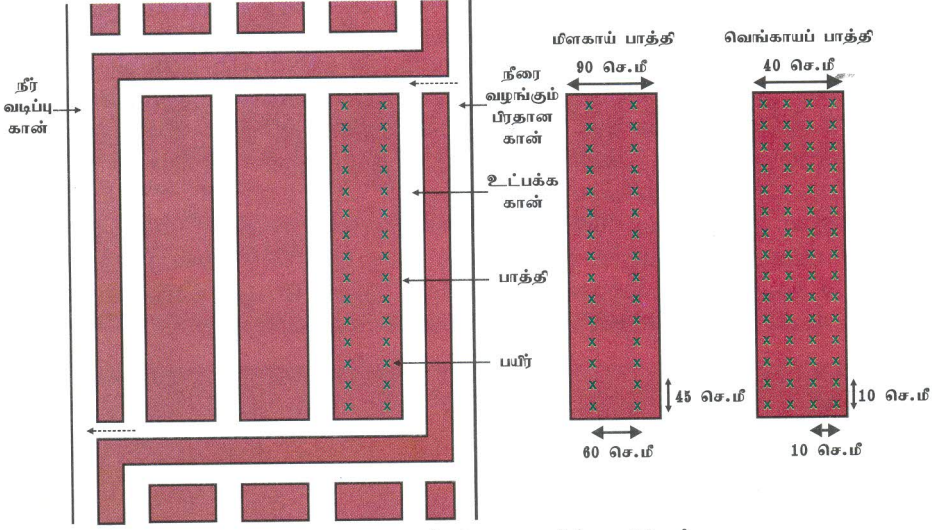 நீர்
வடிப்பு
கான்
நீரை
வழங்கும்
பிரதான
கான்
உட்பக்க
கான்
பாத்தி
பயிர்
மிளகாய் பாத்தி
90 செ.மீ
45 செ.மீ
60 செ.மீ
வெங்காயப் பாத்தி
40 செ.மீ
10 செ.மீ
10 செ.மீ